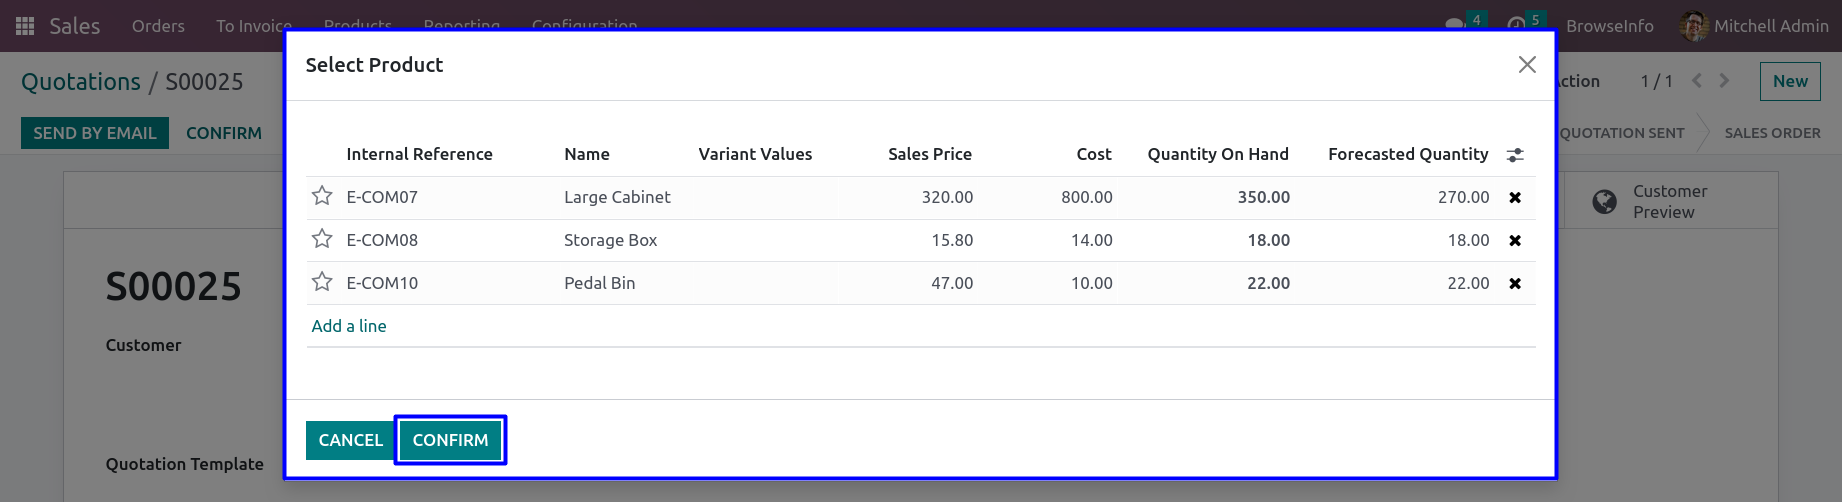 Sales Orders To Invoice Products Reporting Configuration 4 5 BrowseInfo Mitchell Admin
Select Product
Quotations / S00025 1 / 1 New
SEND BY EMAIL CONFIRM QUOTATION SENT SALES ORDER
Internal Reference Name Variant Values Sales Price Cost Quantity On Hand Forecasted Quantity
E-COM07 Large Cabinet 320.00 800.00 350.00 270.00
E-COM08 Storage Box 15.80 14.00 18.00 18.00
E-COM10 Pedal Bin 47.00 10.00 22.00 22.00
Add a line
Customer
Preview
S00025
Customer
CANCEL CONFIRM
Quotation Template